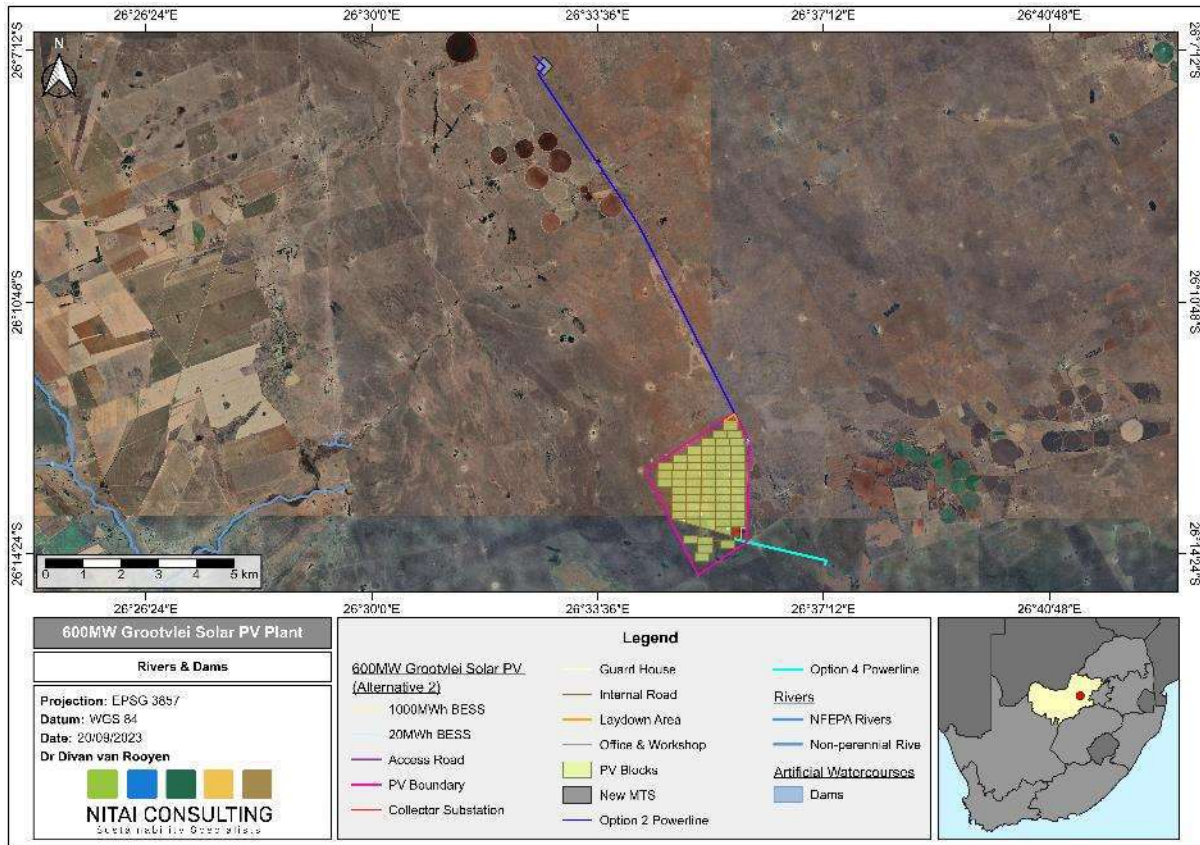 26°26'24"E 26°30'0"E 26°33'36"E 26°37'12"E 26°40'48"E
26°7'12"S 26°7'12"S
N
26°10'48"S 26°10'48"S
26°14'24"S 26°14'24"S
0 1 2 3 4 5 km
26°26'24"E 26°30'0"E 26°33'36"E 26°37'12"E 26°40'48"E
600MW Grootvlei Solar PV Plant
Rivers & Dams
Projection: EPSG 3857
Datum: WGS 84
Date: 20/09/2023
Dr Divan van Rooyen
NITAI CONSULTING
Sustainability Specialists
Legend
600MW Grootvlei Solar PV
(Alternative 2)
1000MWh BESS
20MWh BESS
Access Road
PV Boundary
Collector Substation
Guard House
Internal Road
Laydown Area
Office & Workshop
PV Blocks
New MTS
Option 2 Powerline
Option 4 Powerline
Rivers
NFEPA Rivers
Non-perennial Rive
Artificial Watercourses
Dams